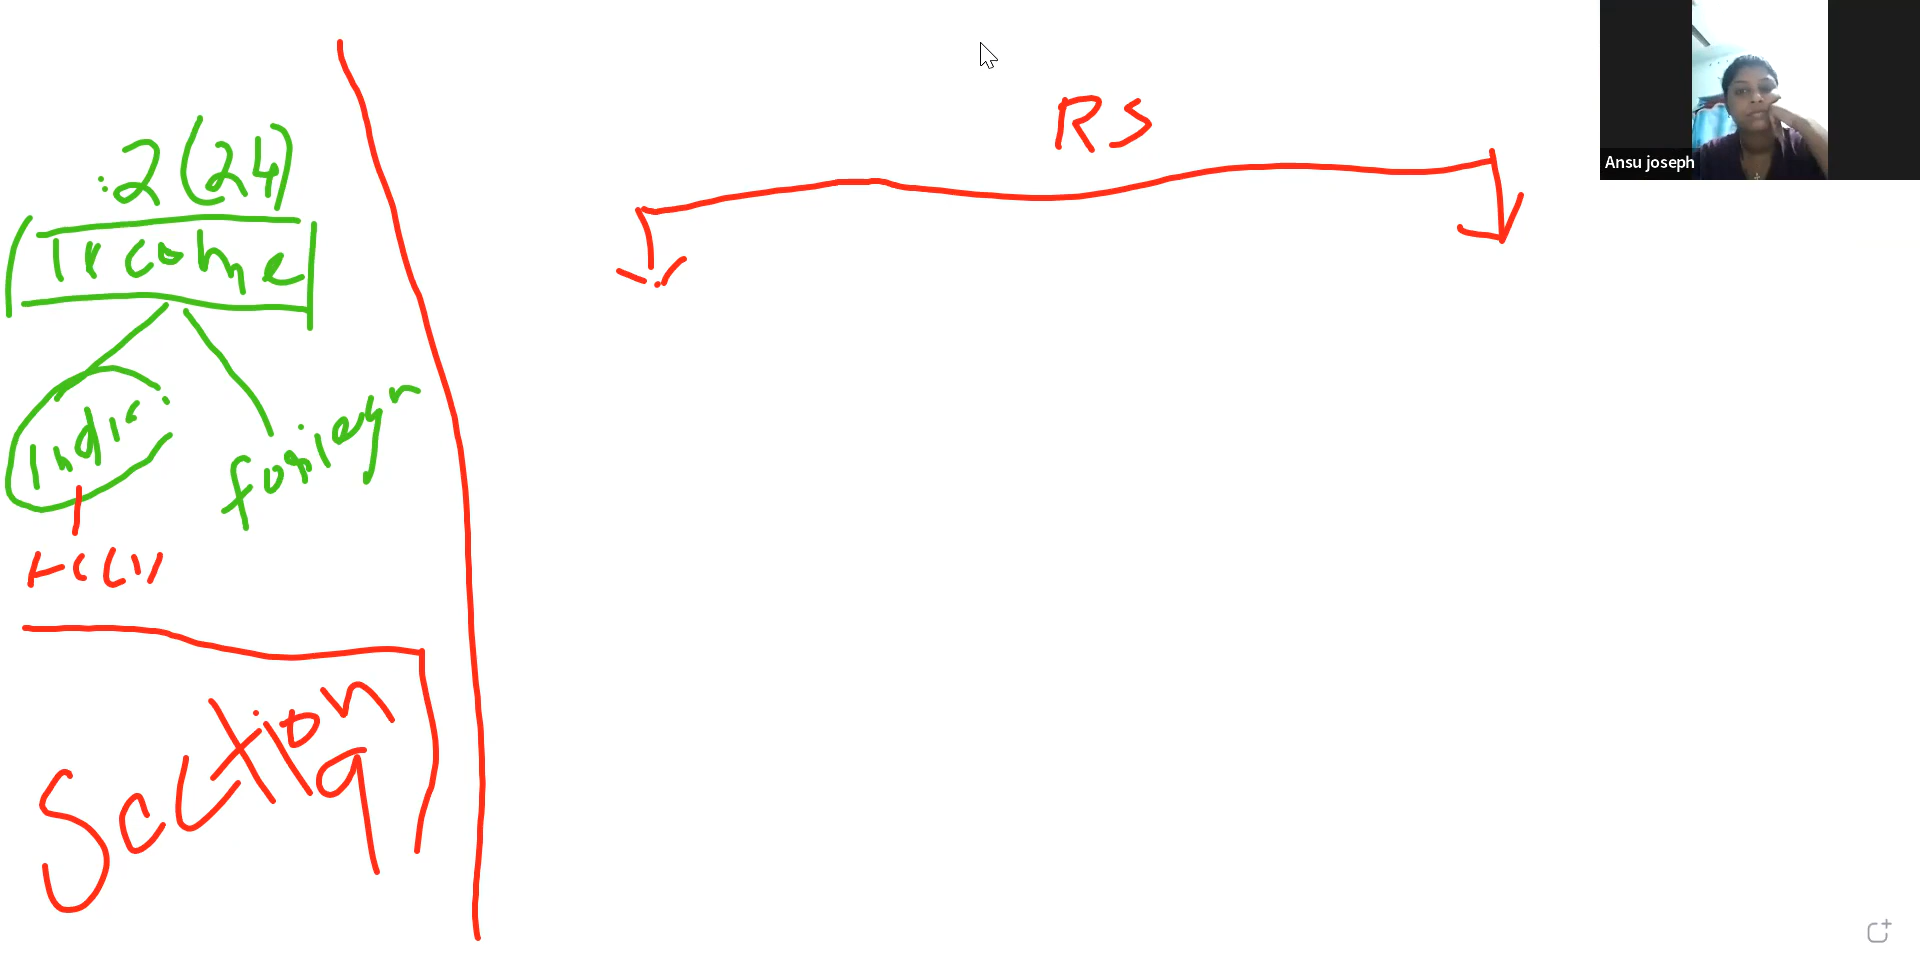 :2 (24)
Income
India
foriegn
Section
9
RS
Ansu joseph